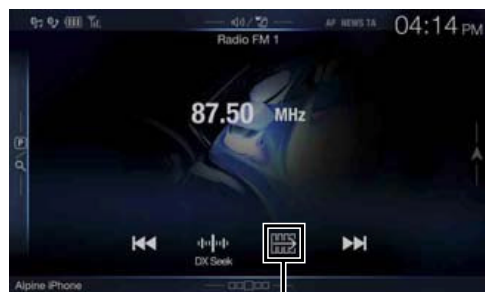 AF NEWS TA
04:14 PM
Radio FM 1
87.50 MHz
P
DX Seek
Alpine iPhone